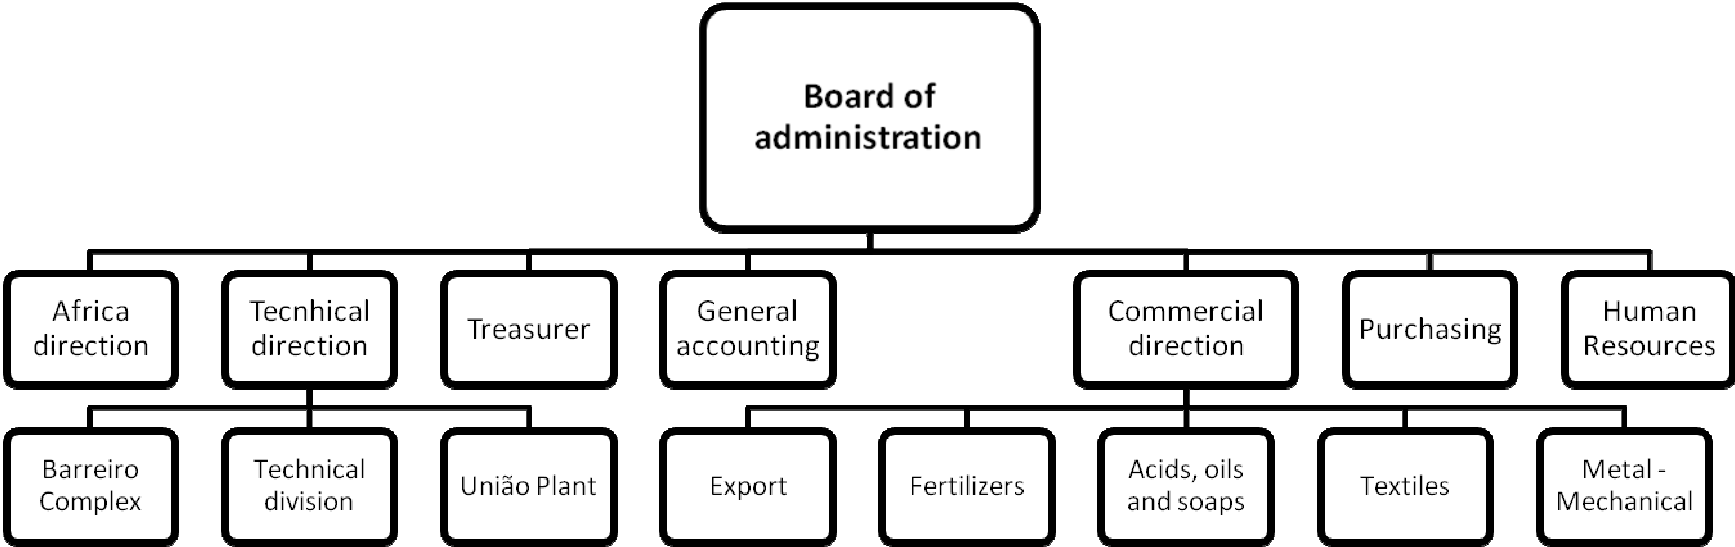 Board of
administration
Africa
direction
Tecnhical
direction
Treasurer
General
accounting
Commercial
direction
Purchasing
Human
Resources
Barreiro
Complex
Technical
division
União Plant
Export
Fertilizers
Acids, oils
and soaps
Textiles
Metal -
Mechanical